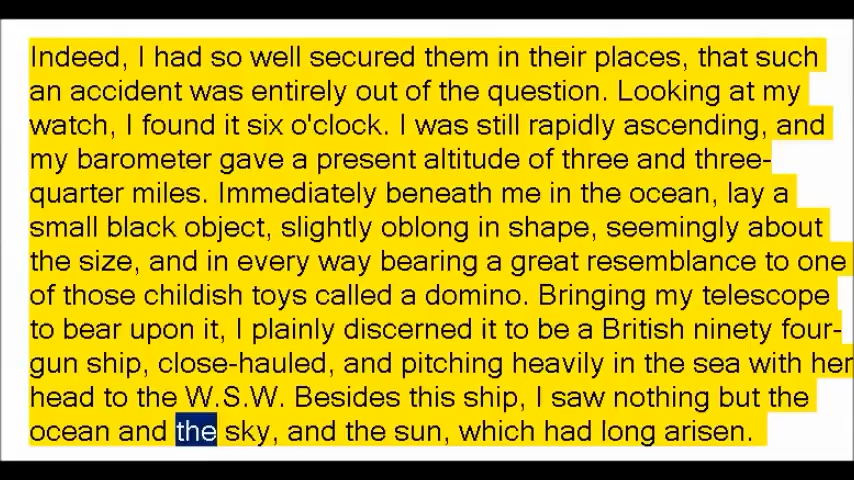 Indeed, I had so well secured them in their places, that such
an accident was entirely out of the question. Looking at my
watch, I found it six o'clock. I was still rapidly ascending, and
my barometer gave a present altitude of three and three-
quarter miles. Immediately beneath me in the ocean, lay a
small black object, slightly oblong in shape, seemingly about
the size, and in every way bearing a great resemblance to one
of those childish toys called a domino. Bringing my telescope
to bear upon it, I plainly discerned it to be a British ninety four-
gun ship, close-hauled, and pitching heavily in the sea with her
head to the W.S.W. Besides this ship, I saw nothing but the
ocean and the sky, and the sun, which had long arisen.